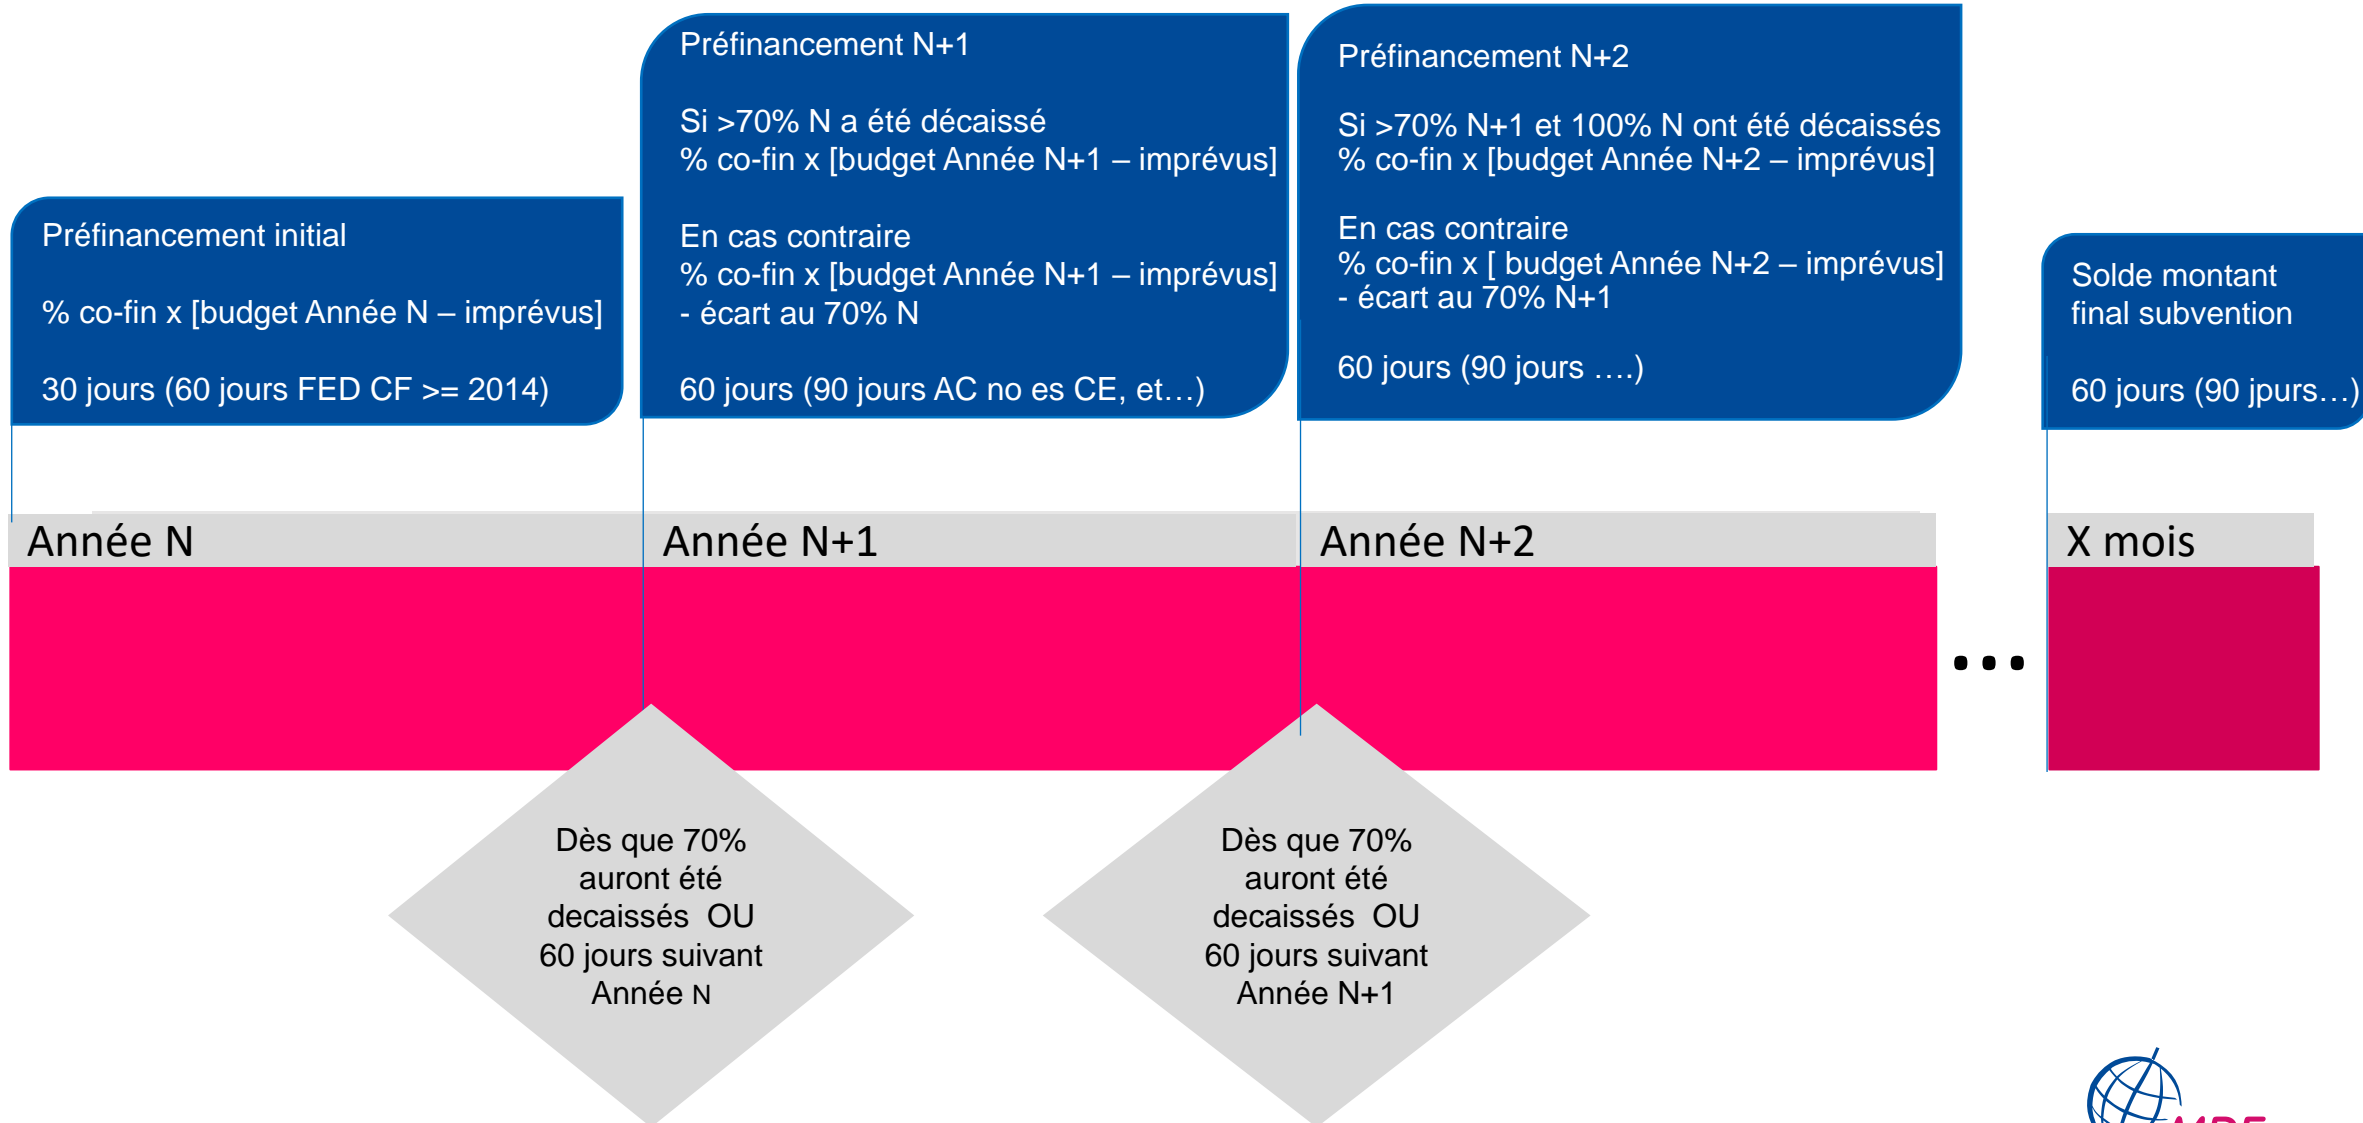 Préfinancement initial
% co-fin x [budget Année N – imprévus]
30 jours (60 jours FED CF >= 2014)
Préfinancement N+1
Si >70% N a été décaissé
% co-fin x [budget Année N+1 – imprévus]
En cas contraire
% co-fin x [budget Année N+1 – imprévus]
- écart au 70% N
60 jours (90 jours AC no es CE, et…)
Préfinancement N+2
Si >70% N+1 et 100% N ont été décaissés
% co-fin x [budget Année N+2 – imprévus]
En cas contraire
% co-fin x [ budget Année N+2 – imprévus]
- écart au 70% N+1
60 jours (90 jours ….)
Solde montant
final subvention
60 jours (90 jpurs…)
Année N
Année N+1
Année N+2
X mois
...
Dès que 70%
auront été
decaissés OU
60 jours suivant
Année N
Dès que 70%
auront été
decaissés OU
60 jours suivant
Année N+1